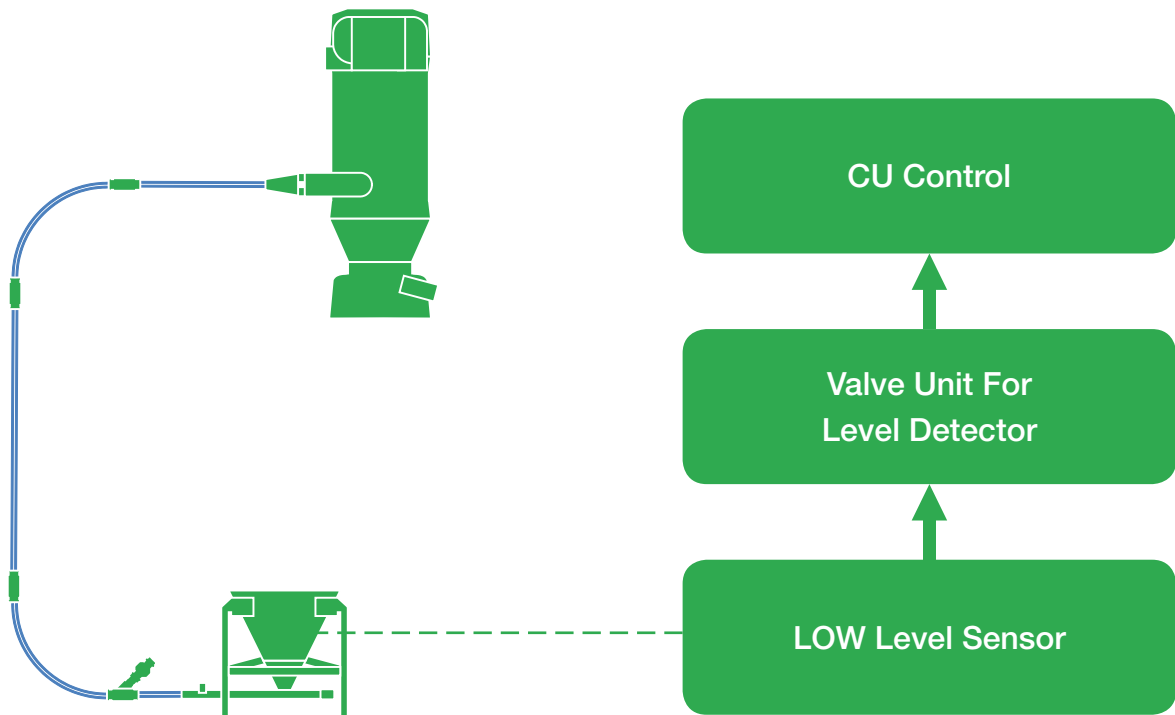 CU Control
Valve Unit For
Level Detector
LOW Level Sensor